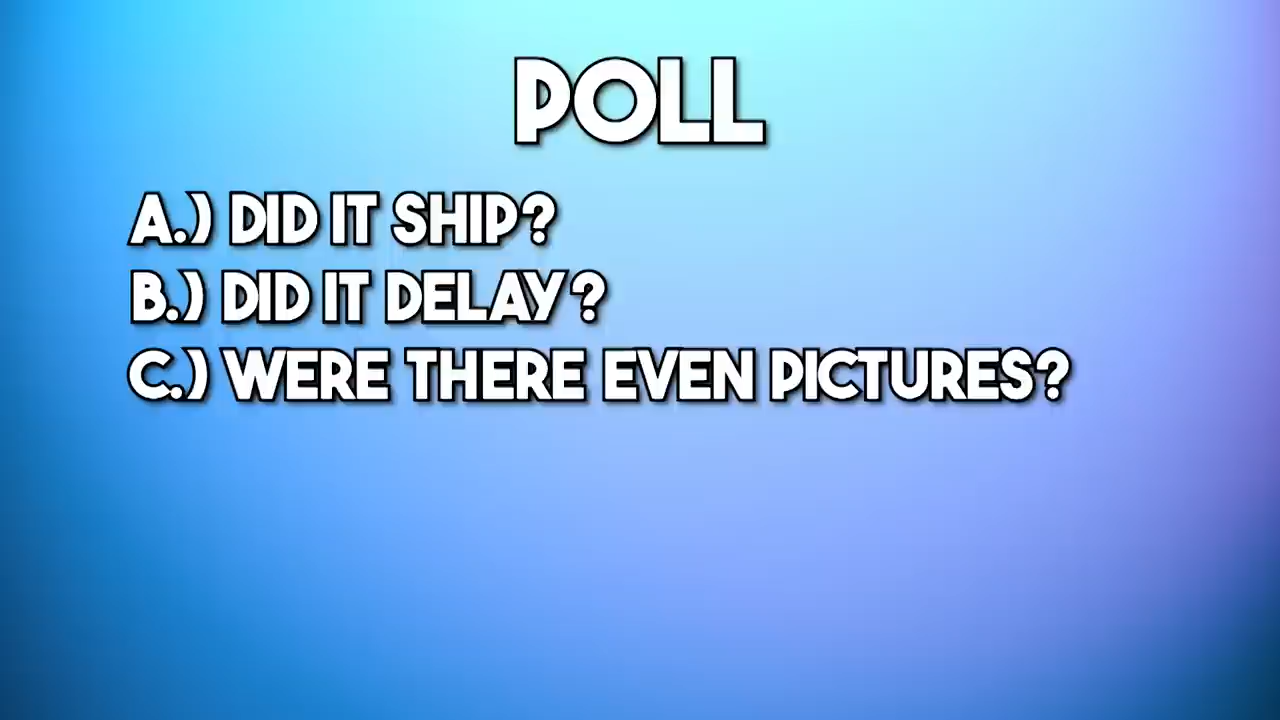 POLL
A.) DID IT SHIP?
B.) DID IT DELAY?
C.) WERE THERE EVEN PICTURES?